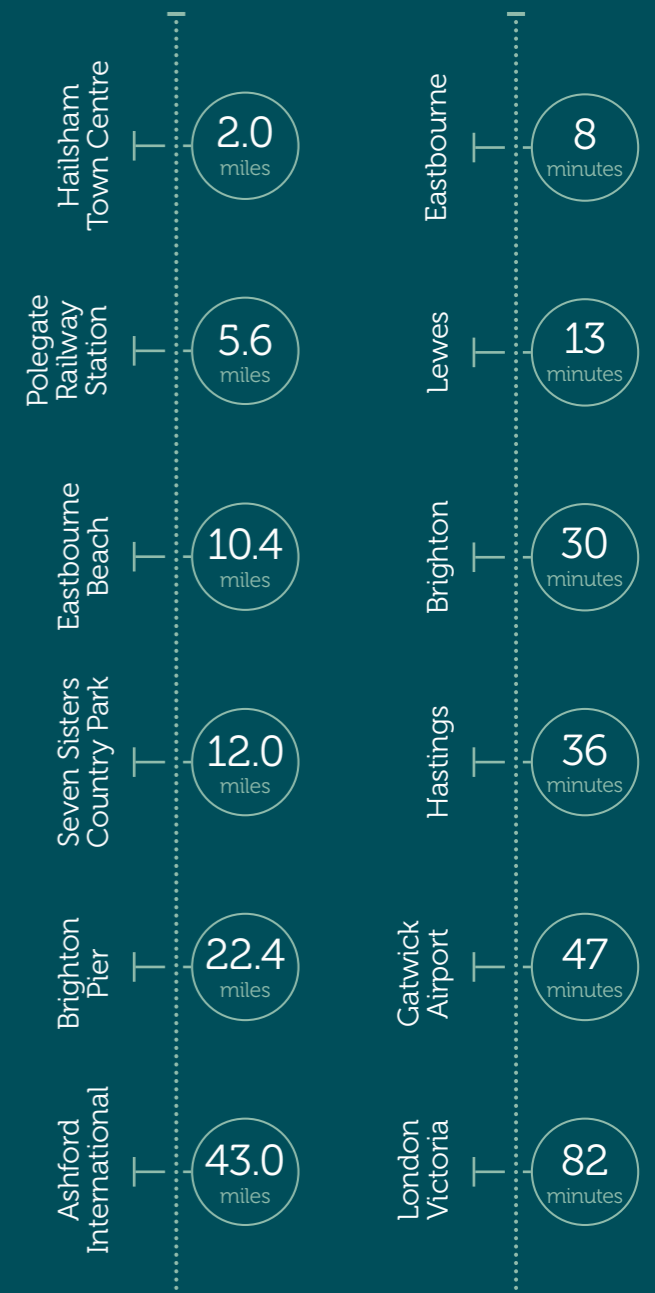 Hailsham
Town Centre
2.0
miles
Polegate
Railway
Station
5.6
miles
Eastbourne
Beach
10.4
miles
Seven Sisters
Country Park
12.0
miles
Brighton
Pier
22.4
miles
Ashford
International
43.0
miles
Eastbourne
8
minutes
Lewes
13
minutes
Brighton
30
minutes
Hastings
36
minutes
Gatwick
Airport
47
minutes
London
Victoria
82
minutes